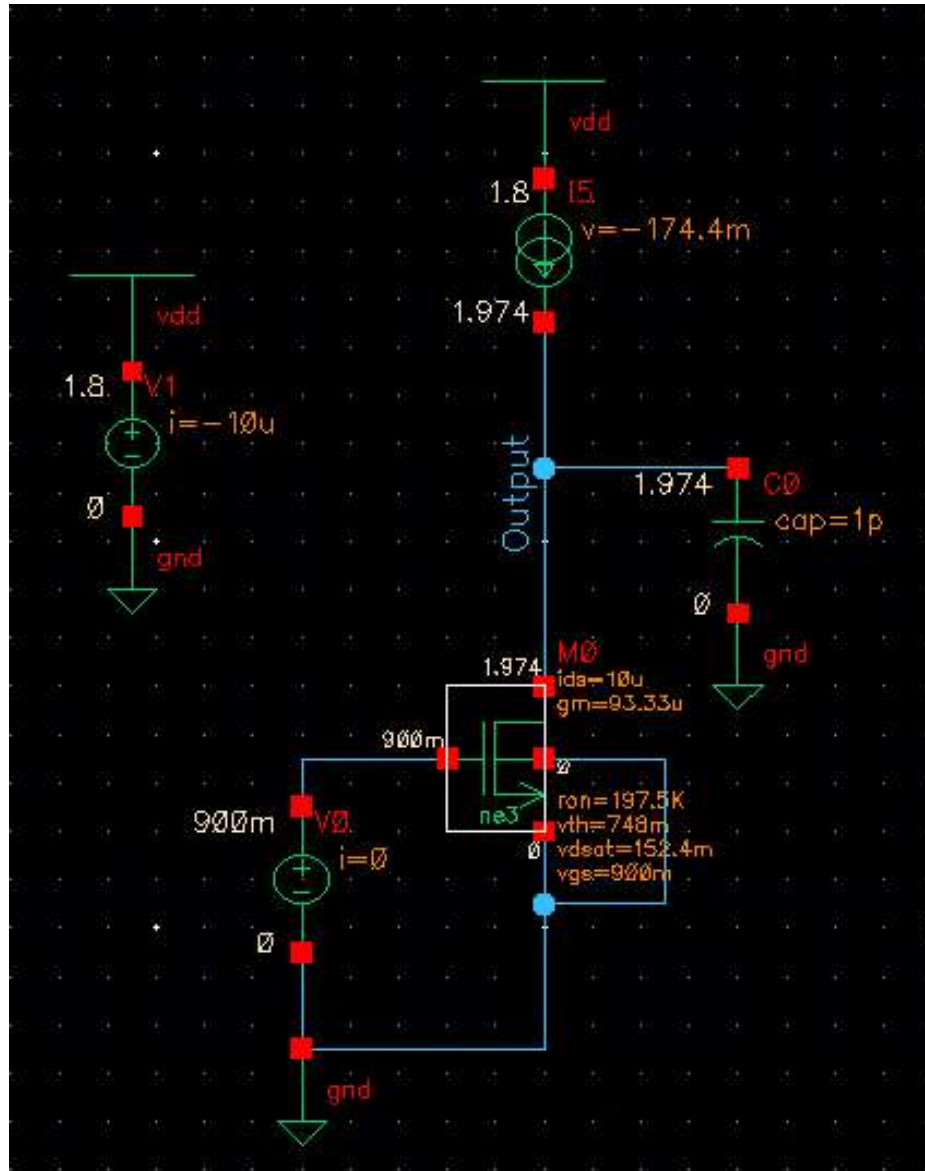 vdd
1.8
I5
v=-174.4m
1.974
vdd
1.8
V1
i=-10u
0
gnd
Output
1.974
C0
cap=1p
0
gnd
1.974
M0
ids=10u
gm=93.33u
900m
0
ne3
ron=197.5K
vth=748m
vdsat=152.4m
vgs=900m
0
900m
V0
i=0
0
gnd